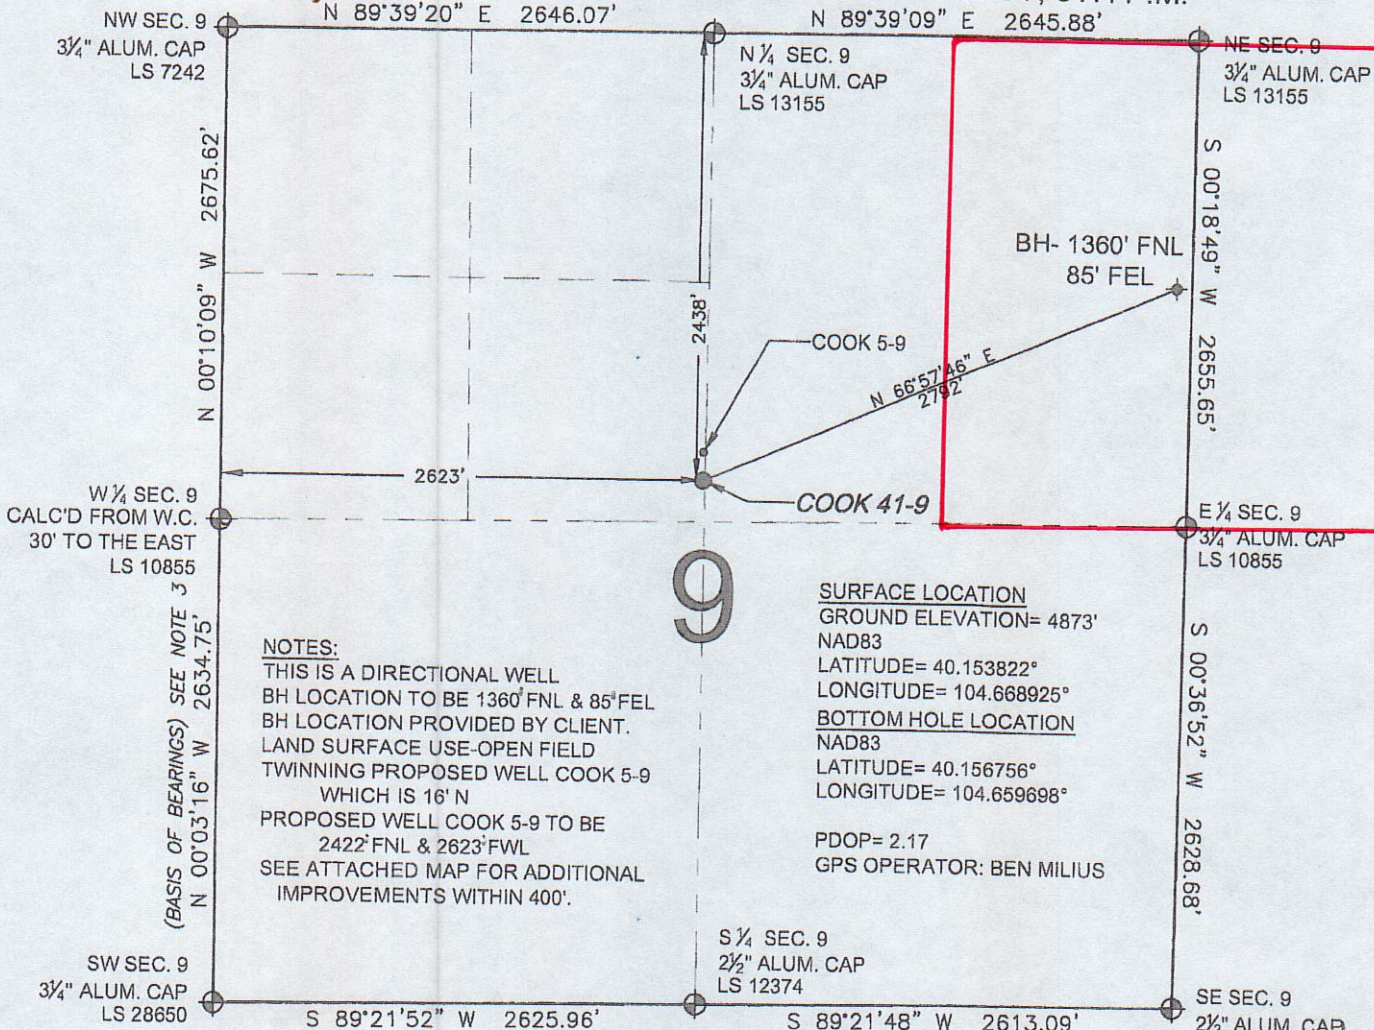 N 89°39'20" E 2646.07'
N 89°39'09" E 2645.88'
NW SEC. 9
3¼" ALUM. CAP
LS 7242
N ¼ SEC. 9
3¼" ALUM. CAP
LS 13155
NE SEC. 9
3¼" ALUM. CAP
LS 13155
N 00°10'09" W 2675.62'
S 00°18'49" W 2655.65'
BH- 1360' FNL
85' FEL
2438'
COOK 5-9
N 66°57'46" E
2792'
2623'
COOK 41-9
W ¼ SEC. 9
CALC'D FROM W.C.
30' TO THE EAST
LS 10855
E ¼ SEC. 9
3¼" ALUM. CAP
LS 10855
9
(BASIS OF BEARINGS) SEE NOTE 3
N 00°03'16" W 2634.75'
NOTES:
THIS IS A DIRECTIONAL WELL
BH LOCATION TO BE 1360' FNL & 85' FEL
BH LOCATION PROVIDED BY CLIENT.
LAND SURFACE USE-OPEN FIELD
TWINNING PROPOSED WELL COOK 5-9
WHICH IS 16' N
PROPOSED WELL COOK 5-9 TO BE
2422' FNL & 2623' FWL
SEE ATTACHED MAP FOR ADDITIONAL
IMPROVEMENTS WITHIN 400'.
SURFACE LOCATION
GROUND ELEVATION= 4873'
NAD83
LATITUDE= 40.153822°
LONGITUDE= 104.668925°
BOTTOM HOLE LOCATION
NAD83
LATITUDE= 40.156756°
LONGITUDE= 104.659698°
PDOP= 2.17
GPS OPERATOR: BEN MILIUS
S 00°36'52" W 2628.68'
SW SEC. 9
3¼" ALUM. CAP
LS 28650
S ¼ SEC. 9
2½" ALUM. CAP
LS 12374
SE SEC. 9
2½" ALUM. CAP
S 89°21'52" W 2625.96'
S 89°21'48" W 2613.09'